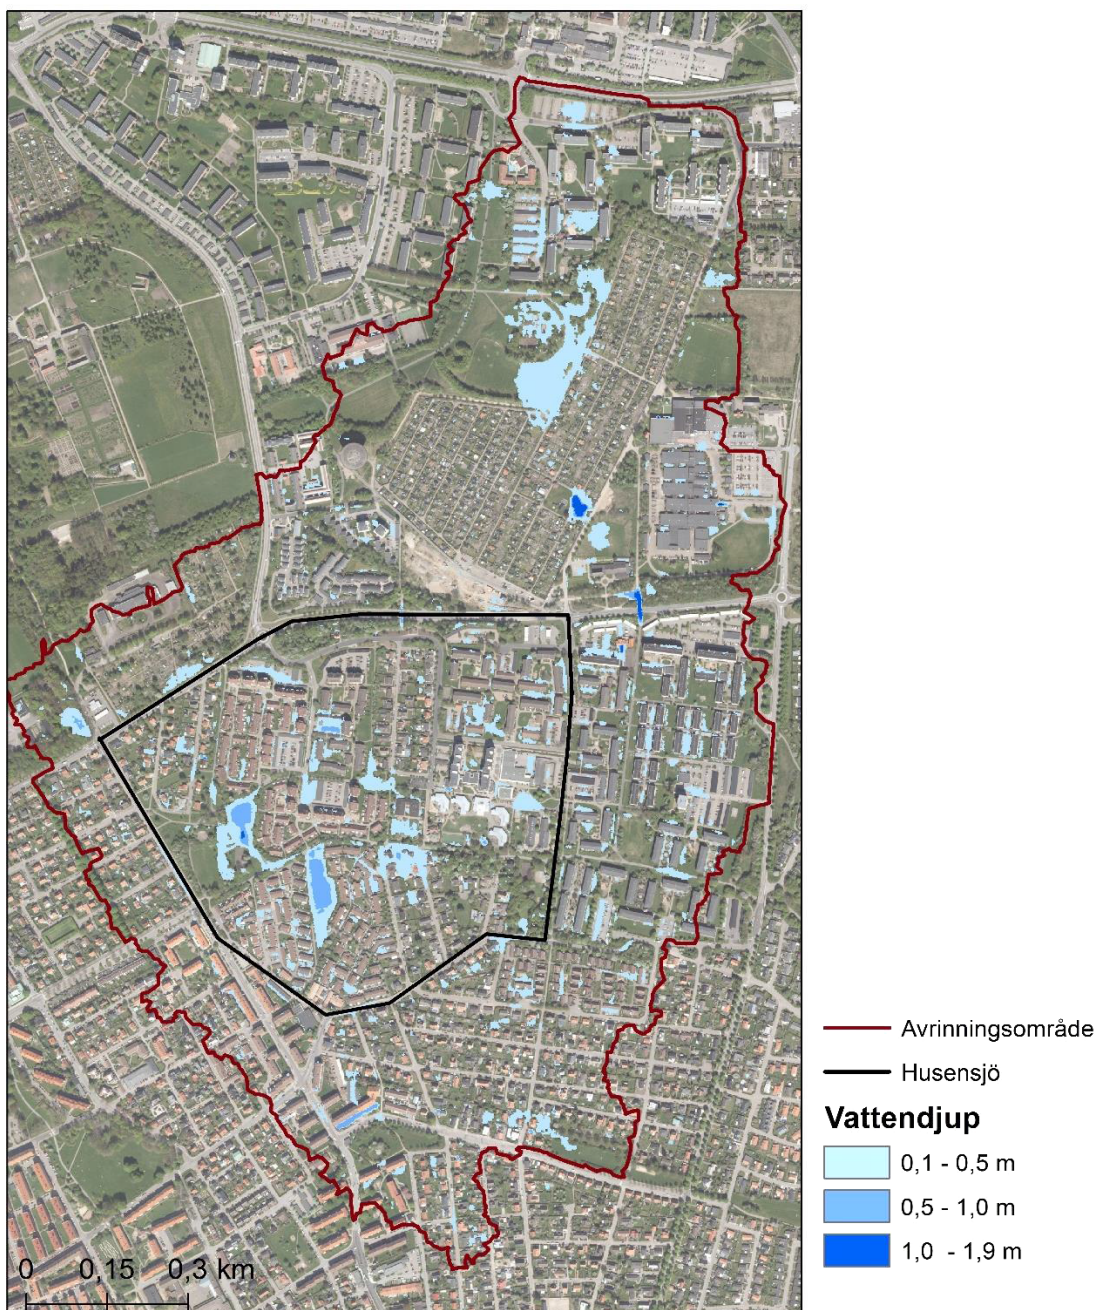 Avrinningsområde
Husensjö
Vattendjup
0,1 - 0,5 m
0,5 - 1,0 m
1,0 - 1,9 m
0 0,15 0,3 km